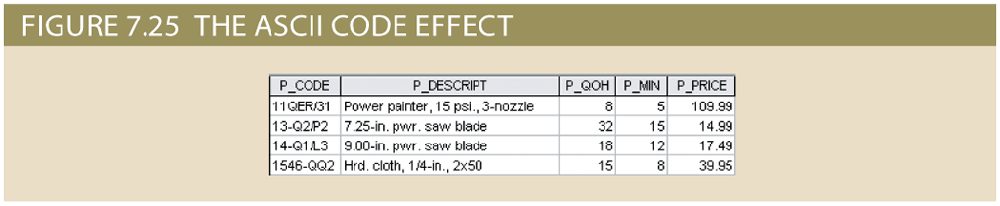 FIGURE 7.25 THE ASCII CODE EFFECT
P_CODE P_DESCRIPT P_QOH P_MIN P_PRICE
11QER/31 Power painter, 15 psi., 3-nozzle 8 5 109.99
13-Q2/P2 7.25-in. pwr. saw blade 32 15 14.99
14-Q1/L3 9.00-in. pwr. saw blade 18 12 17.49
1546-QQ2 Hrd. cloth, 1/4-in., 2x50 15 8 39.95